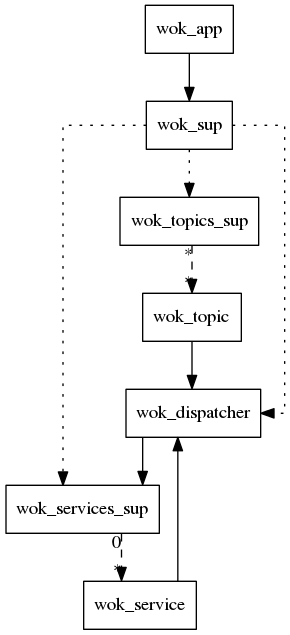 wok_app
wok_sup
wok_topics_sup
*
*
wok_topic
wok_dispatcher
wok_services_sup
0
*
wok_service